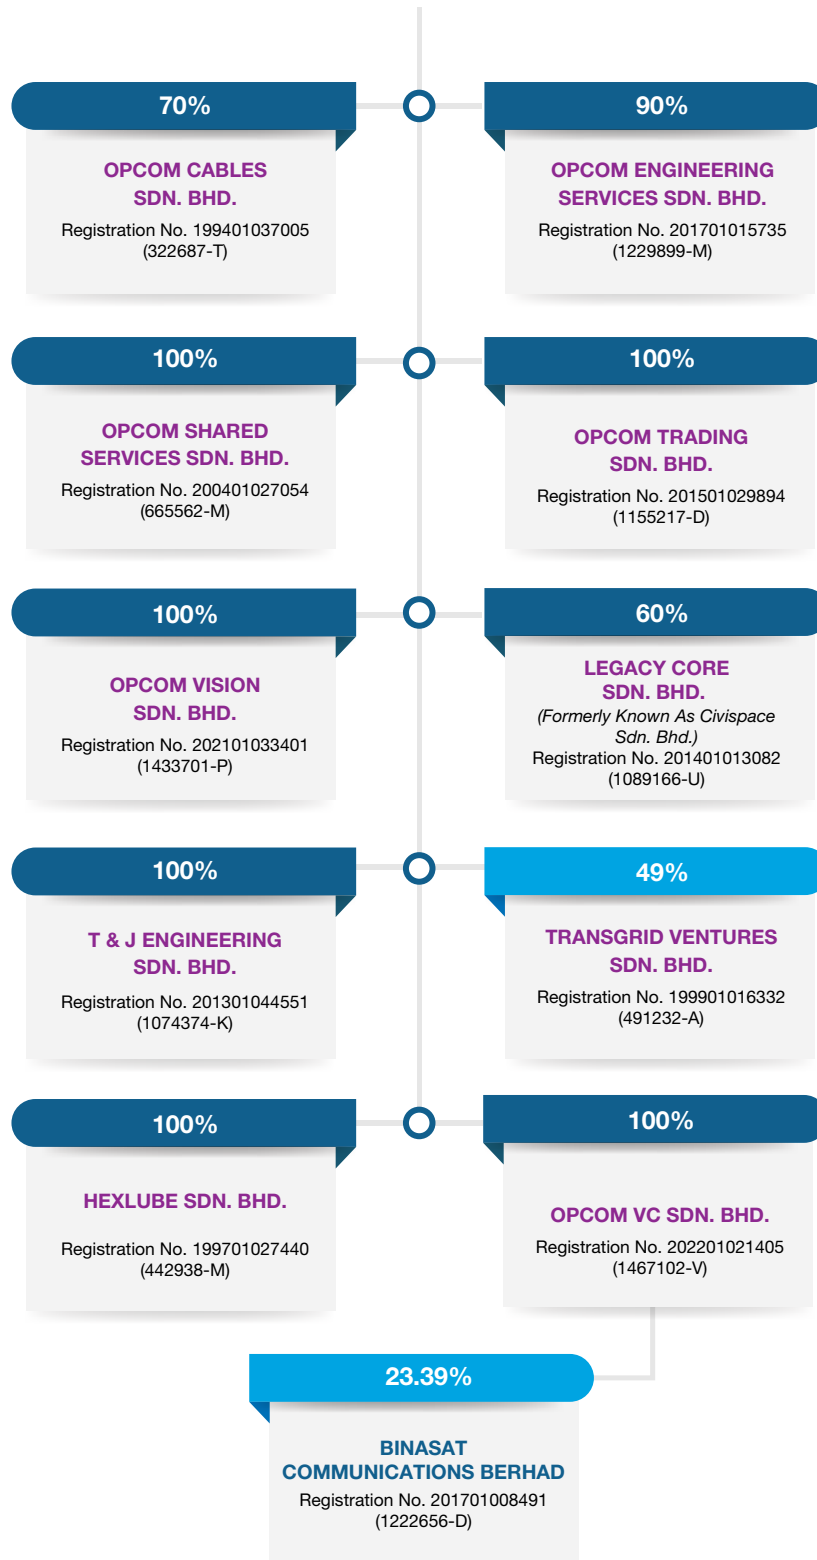 70%
OPCOM CABLES
SDN. BHD.
Registration No. 199401037005
(322687-T)
90%
OPCOM ENGINEERING
SERVICES SDN. BHD.
Registration No. 201701015735
(1229899-M)
100%
OPCOM SHARED
SERVICES SDN. BHD.
Registration No. 200401027054
(665562-M)
100%
OPCOM TRADING
SDN. BHD.
Registration No. 201501029894
(1155217-D)
100%
OPCOM VISION
SDN. BHD.
Registration No. 202101033401
(1433701-P)
60%
LEGACY CORE
SDN. BHD.
(Formerly Known As Civispace
Sdn. Bhd.)
Registration No. 201401013082
(1089166-U)
100%
T & J ENGINEERING
SDN. BHD.
Registration No. 201301044551
(1074374-K)
49%
TRANSGRID VENTURES
SDN. BHD.
Registration No. 199901016332
(491232-A)
100%
HEXLUBE SDN. BHD.
Registration No. 199701027440
(442938-M)
100%
OPCOM VC SDN. BHD.
Registration No. 202201021405
(1467102-V)
23.39%
BINASAT
COMMUNICATIONS BERHAD
Registration No. 201701008491
(1222656-D)